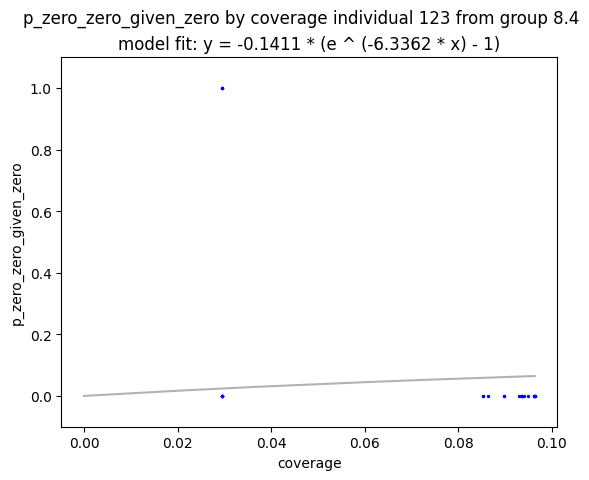 p_zero_zero_given_zero by coverage individual 123 from group 8.4
model fit: y = -0.1411 * (e ^ (-6.3362 * x) - 1)
1.0
0.8
0.6
0.4
0.2
0.0
p_zero_zero_given_zero
0.00 0.02 0.04 0.06 0.08 0.10
coverage